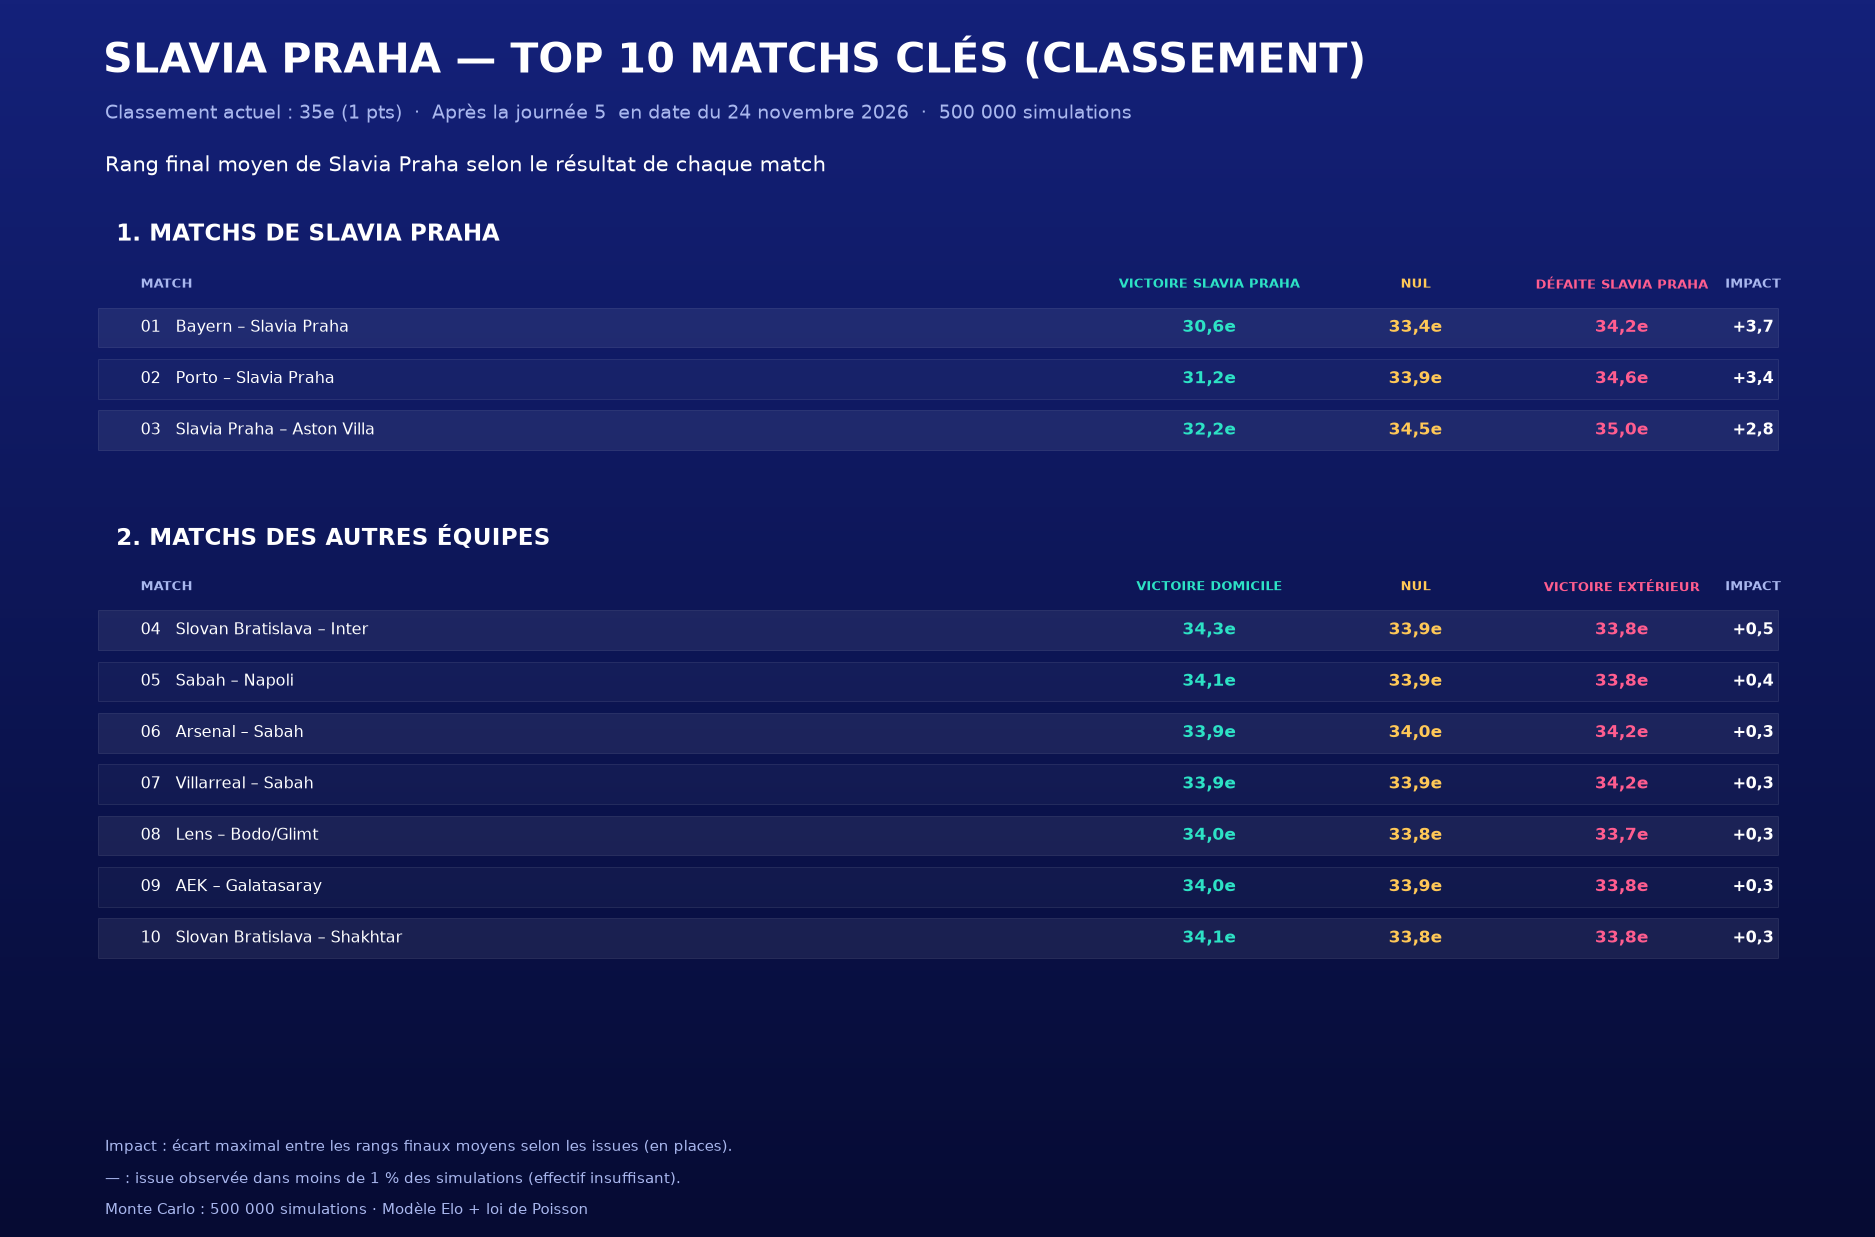 SLAVIA PRAHA — TOP 10 MATCHS CLÉS (CLASSEMENT)
Classement actuel : 35e (1 pts) · Après la journée 5 en date du 24 novembre 2026 · 500 000 simulations
Rang final moyen de Slavia Praha selon le résultat de chaque match
1. MATCHS DE SLAVIA PRAHA
MATCH VICTOIRE SLAVIA PRAHA NUL DÉFAITE SLAVIA PRAHA IMPACT
01 Bayern – Slavia Praha 30,6e 33,4e 34,2e +3,7
02 Porto – Slavia Praha 31,2e 33,9e 34,6e +3,4
03 Slavia Praha – Aston Villa 32,2e 34,5e 35,0e +2,8
2. MATCHS DES AUTRES ÉQUIPES
MATCH VICTOIRE DOMICILE NUL VICTOIRE EXTÉRIEUR IMPACT
04 Slovan Bratislava – Inter 34,3e 33,9e 33,8e +0,5
05 Sabah – Napoli 34,1e 33,9e 33,8e +0,4
06 Arsenal – Sabah 33,9e 34,0e 34,2e +0,3
07 Villarreal – Sabah 33,9e 33,9e 34,2e +0,3
08 Lens – Bodo/Glimt 34,0e 33,8e 33,7e +0,3
09 AEK – Galatasaray 34,0e 33,9e 33,8e +0,3
10 Slovan Bratislava – Shakhtar 34,1e 33,8e 33,8e +0,3
Impact : écart maximal entre les rangs finaux moyens selon les issues (en places).
— : issue observée dans moins de 1 % des simulations (effectif insuffisant).
Monte Carlo : 500 000 simulations · Modèle Elo + loi de Poisson